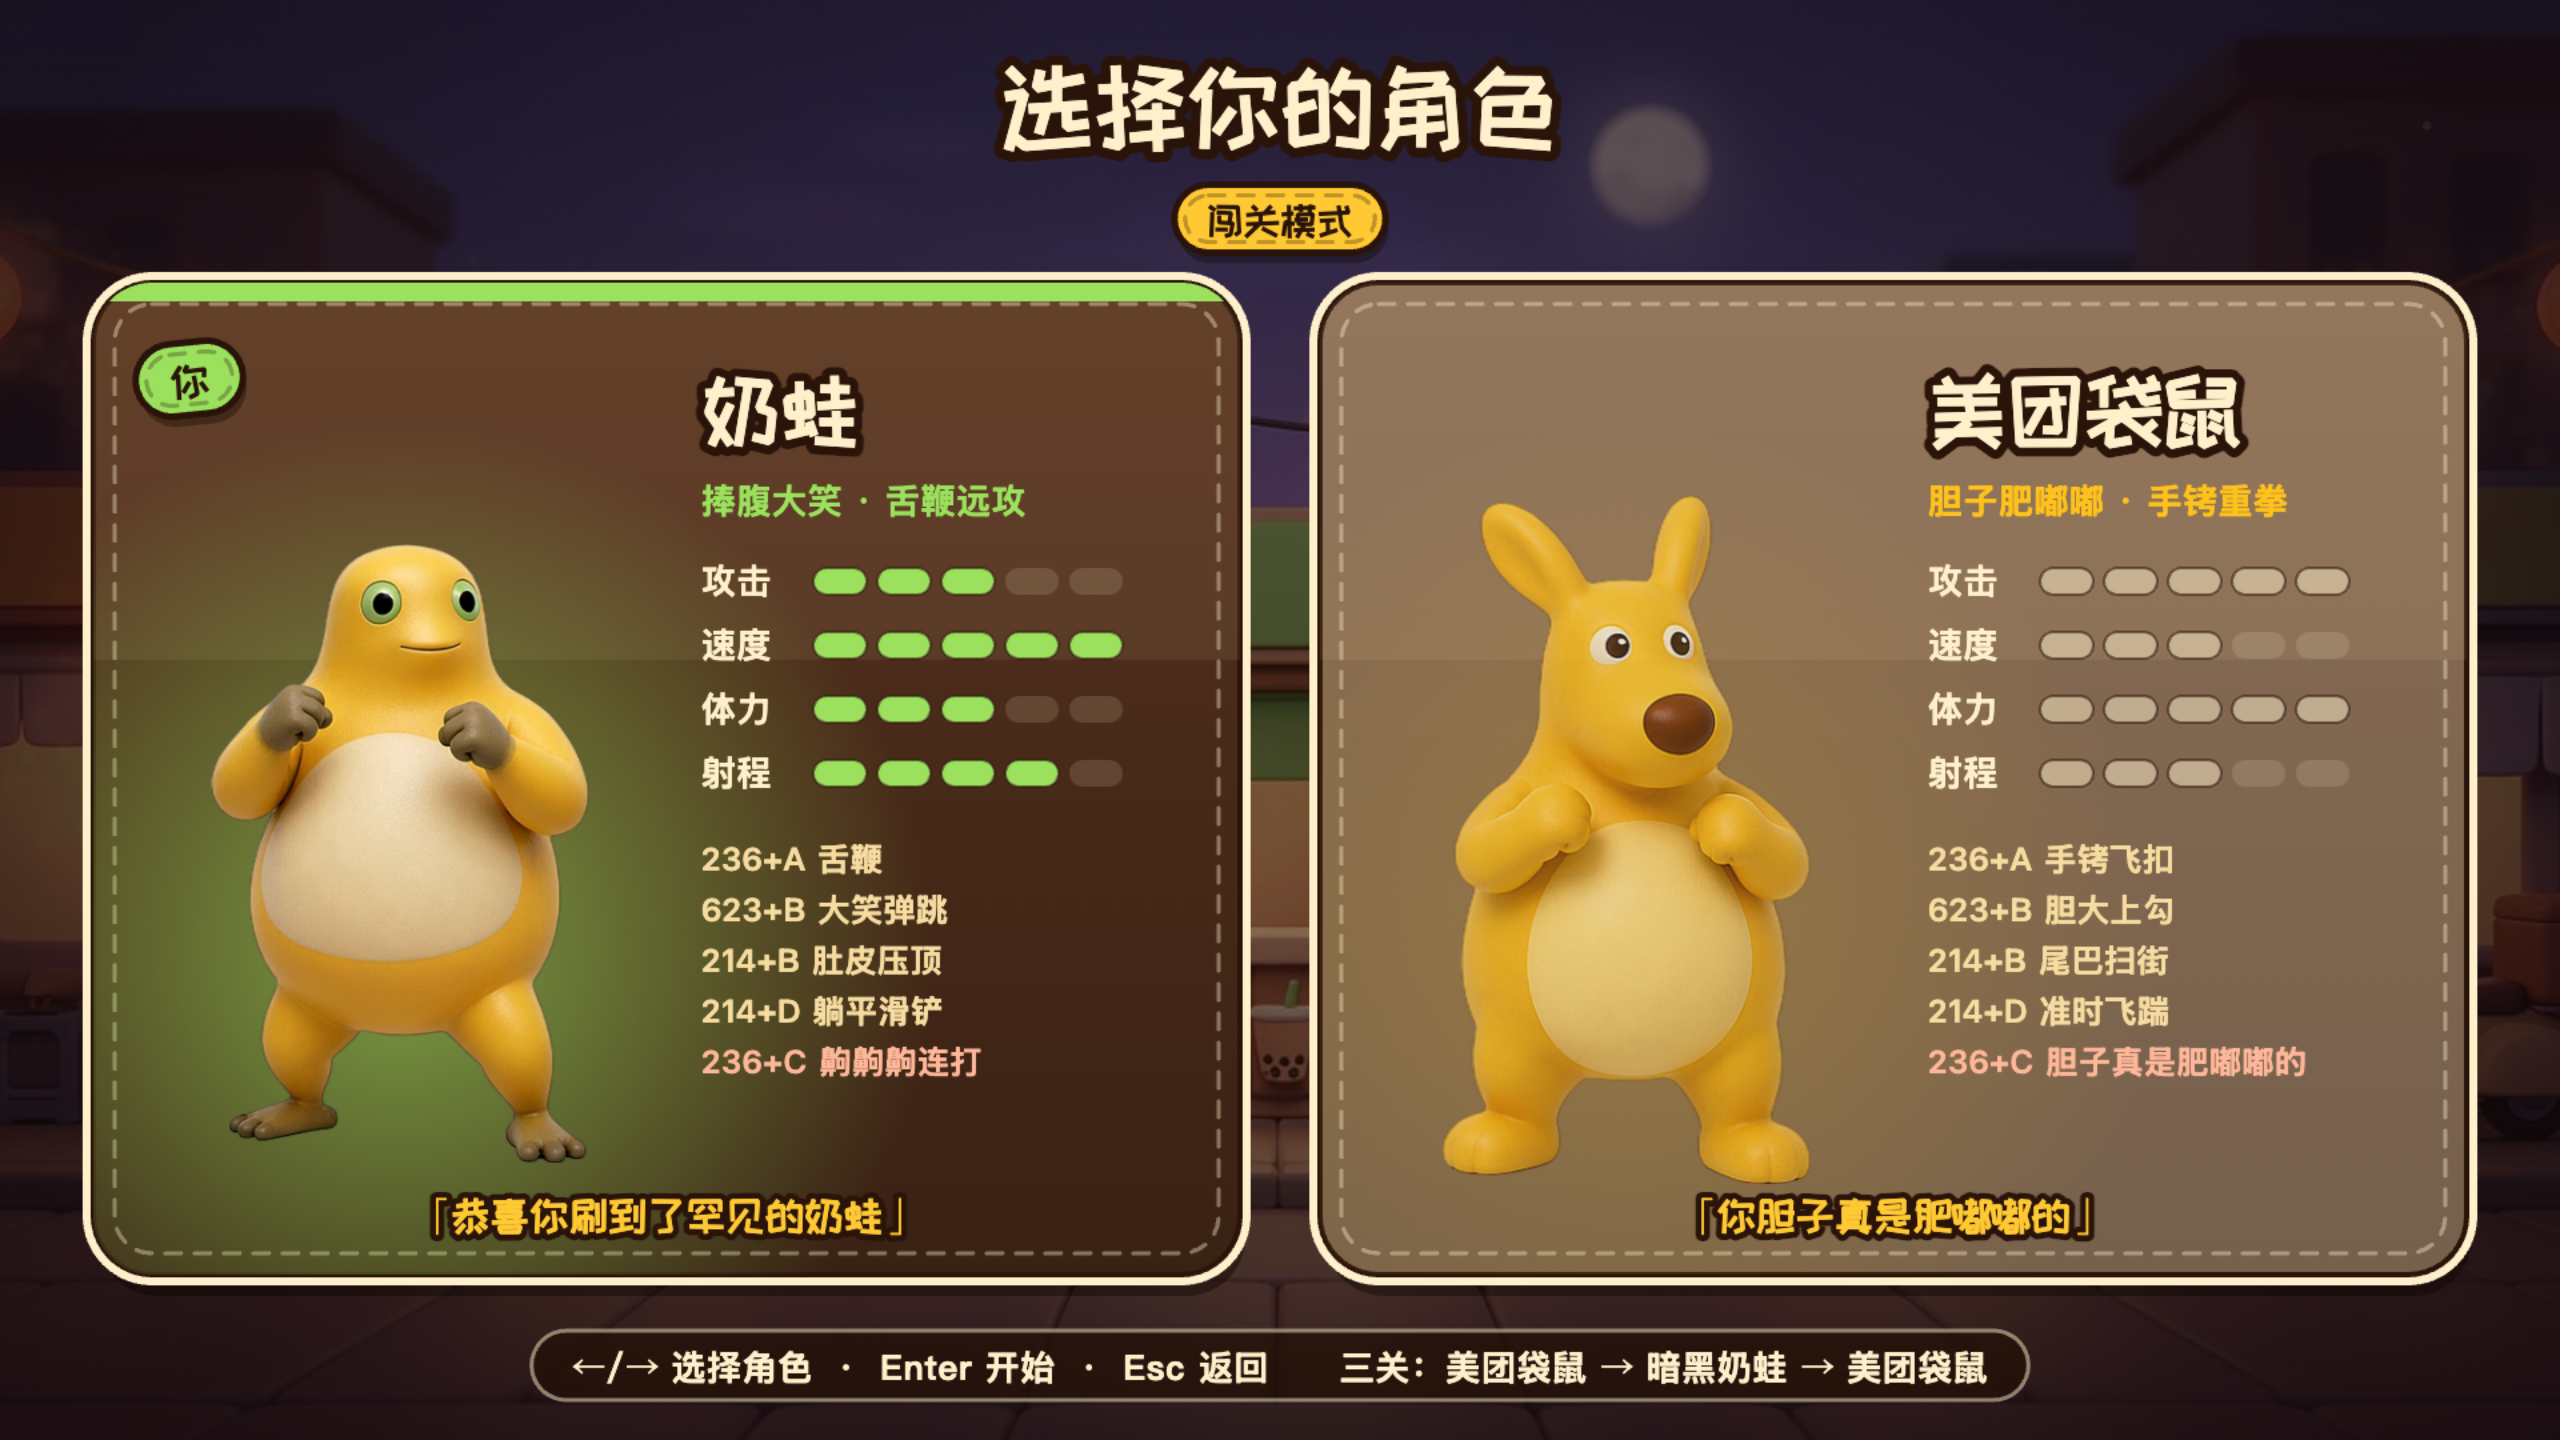 选择你的角色
闯关模式
你
奶蛙
捧腹大笑 · 舌鞭远攻
攻击
速度
体力
射程
236+A 舌鞭
623+B 大笑弹跳
214+B 肚皮压顶
214+D 躺平滑铲
236+C 齁齁齁连打
「恭喜你刷到了罕见的奶蛙」
美团袋鼠
胆子肥嘟嘟 · 手铐重拳
攻击
速度
体力
射程
236+A 手铐飞扣
623+B 胆大上勾
214+B 尾巴扫街
214+D 准时飞踹
236+C 胆子真是肥嘟嘟的
「你胆子真是肥嘟嘟的」
←/→ 选择角色 · Enter 开始 · Esc 返回 三关：美团袋鼠 → 暗黑奶蛙 → 美团袋鼠